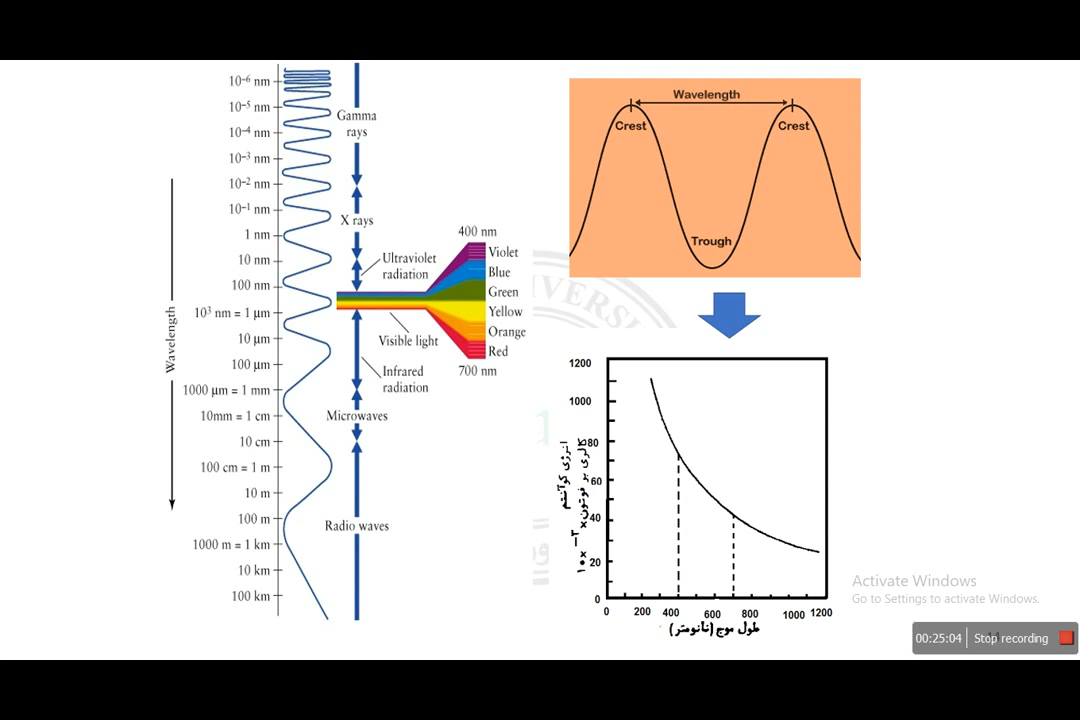 10⁻⁶ nm
10⁻⁵ nm
10⁻⁴ nm
10⁻³ nm
10⁻² nm
10⁻¹ nm
1 nm
10 nm
100 nm
10³ nm = 1 µm
10 µm
100 µm
1000 µm = 1 mm
10mm = 1 cm
10 cm
100 cm = 1 m
10 m
100 m
1000 m = 1 km
10 km
100 km
Wavelength
Gamma
rays
X rays
Ultraviolet
radiation
Visible light
Infrared
radiation
Microwaves
Radio waves
400 nm
Violet
Blue
Green
Yellow
Orange
Red
700 nm
Wavelength
Crest
Crest
Trough
1200
1000
80
60
40
20
0
انرژی کوآنتم
کالری بر فوتون
۱۰× −۳
0 200 400 600 800 1000 1200
طول موج (نانومتر)
Activate Windows
Go to Settings to activate Windows.
00:25:04 Stop recording